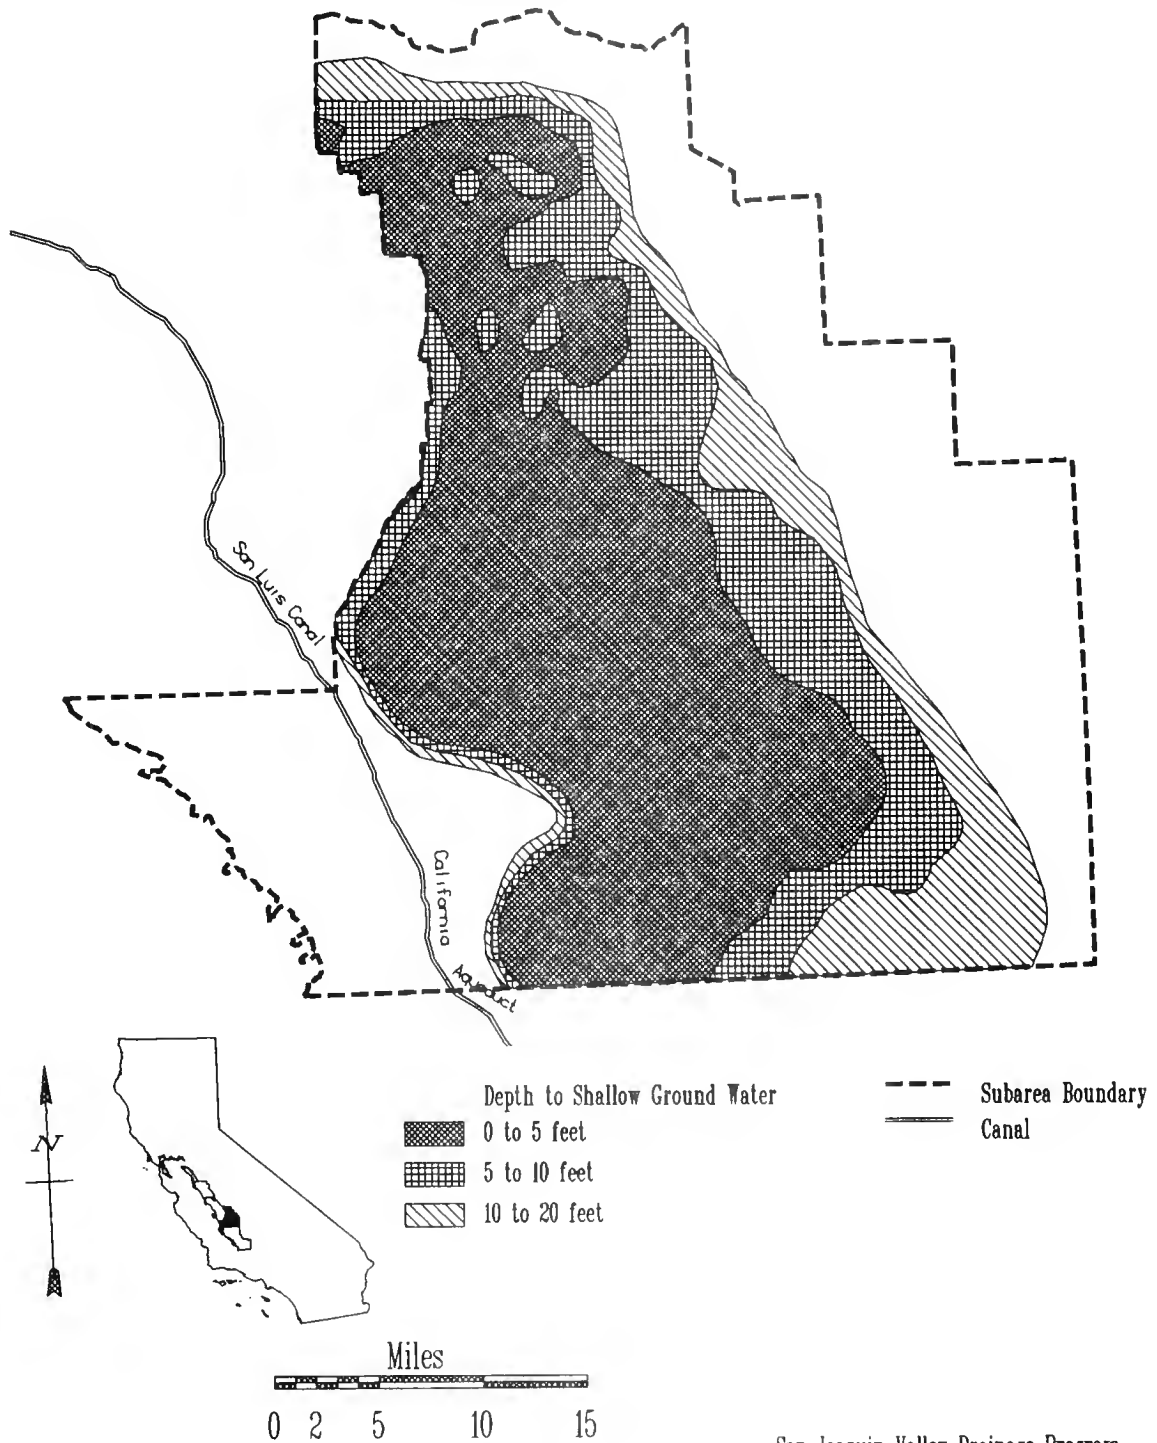 San Luis Canal
California
Aqueduct
N
Depth to Shallow Ground Water
0 to 5 feet
5 to 10 feet
10 to 20 feet
Subarea Boundary
Canal
Miles
0 2 5 10 15
San Joaquin Valley Drainage Program